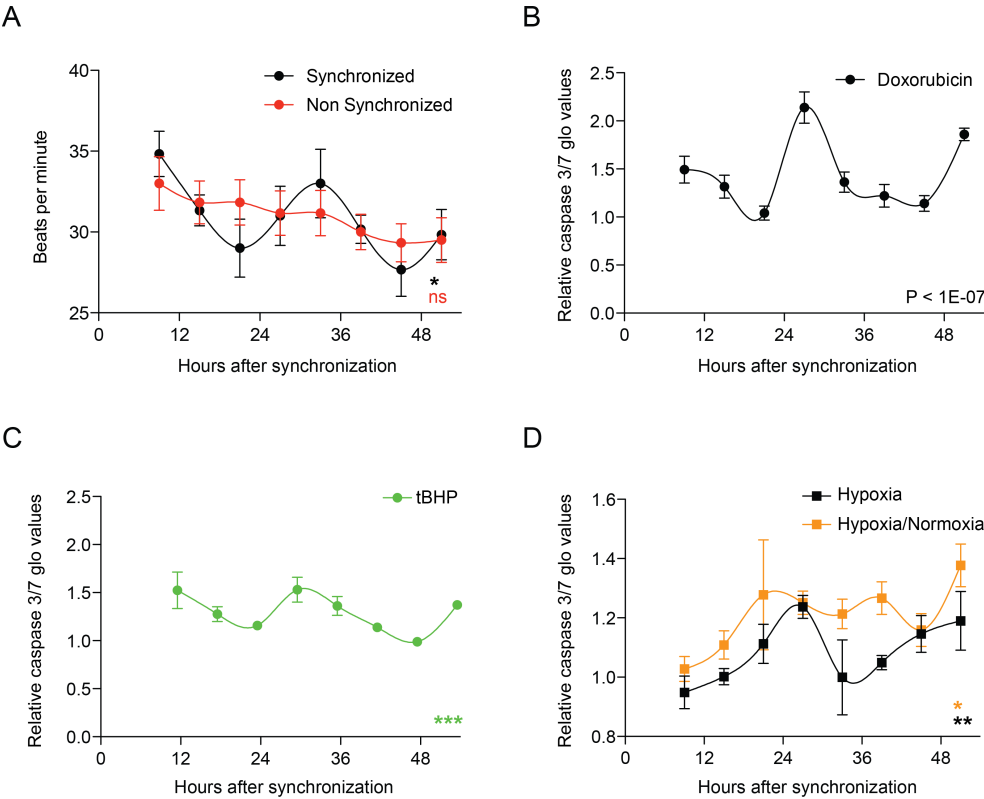 A
Synchronized
Non Synchronized
Beats per minute
40
35
30
25
*
ns
0 12 24 36 48
Hours after synchronization
B
Doxorubicin
Relative caspase 3/7 glo values
2.5
2.0
1.5
1.0
0.5
0.0
P < 1E-07
0 12 24 36 48
Hours after synchronization
C
tBHP
Relative caspase 3/7 glo values
2.5
2.0
1.5
1.0
0.5
0.0
***
0 12 24 36 48
Hours after synchronization
D
Hypoxia
Hypoxia/Normoxia
Relative caspase 3/7 glo values
1.6
1.4
1.2
1.0
0.8
*
**
0 12 24 36 48
Hours after synchronization